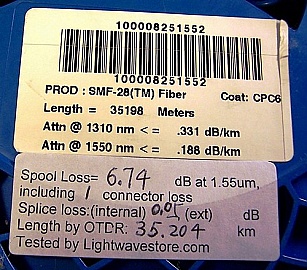 100008251552
100008251552
PROD : SMF-28(TM) Fiber Coat: CPC6
Length = 35198 Meters
Attn @ 1310 nm <= .331 dB/km
Attn @ 1550 nm <= .188 dB/km
Spool Loss= 6.74 dB at 1.55um,
including 1 connector loss
Splice loss:(internal) 0.05 (ext) dB
Length by OTDR: 35.204 km
Tested by Lightwavestore.com